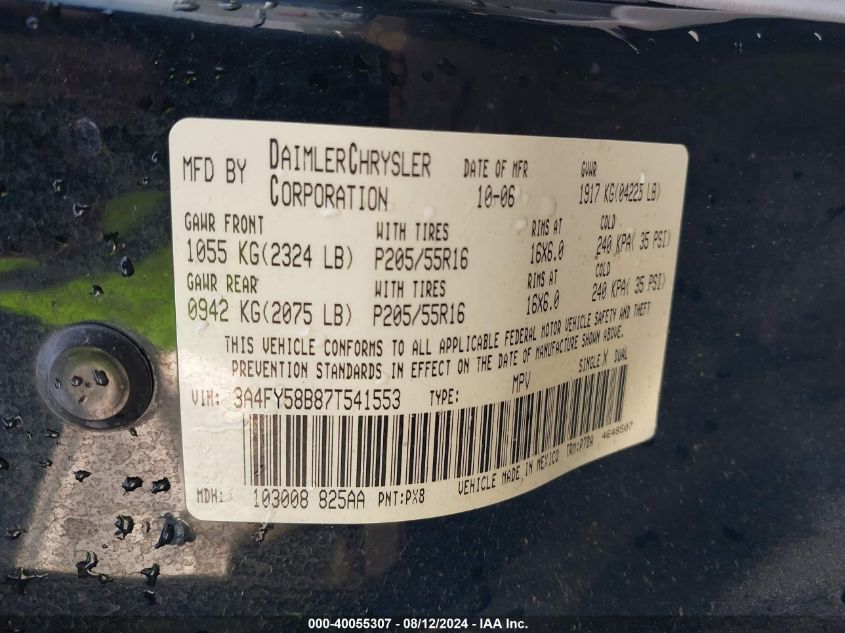 MFD BY DAIMLERCHRYSLER CORPORATION DATE OF MFR 10-06 GVWR 1917 KG(04225 LB)
GAWR FRONT WITH TIRES RIMS AT COLD
1055 KG(2324 LB) P205/55R16 16X6.0 240 KPA( 35 PSI)
GAWR REAR WITH TIRES RIMS AT COLD
0942 KG(2075 LB) P205/55R16 16X6.0 240 KPA( 35 PSI)
THIS VEHICLE CONFORMS TO ALL APPLICABLE FEDERAL MOTOR VEHICLE SAFETY AND THEFT
PREVENTION STANDARDS IN EFFECT ON THE DATE OF MANUFACTURE SHOWN ABOVE.
VIN: 3A4FY58B87T541553 TYPE: MPV SINGLE X DUAL
MDH: 103008 825AA PNT:PX8 VEHICLE MADE IN MEXICO TRM:P7DA 4648507
000-40055307 - 08/12/2024 - IAA Inc.